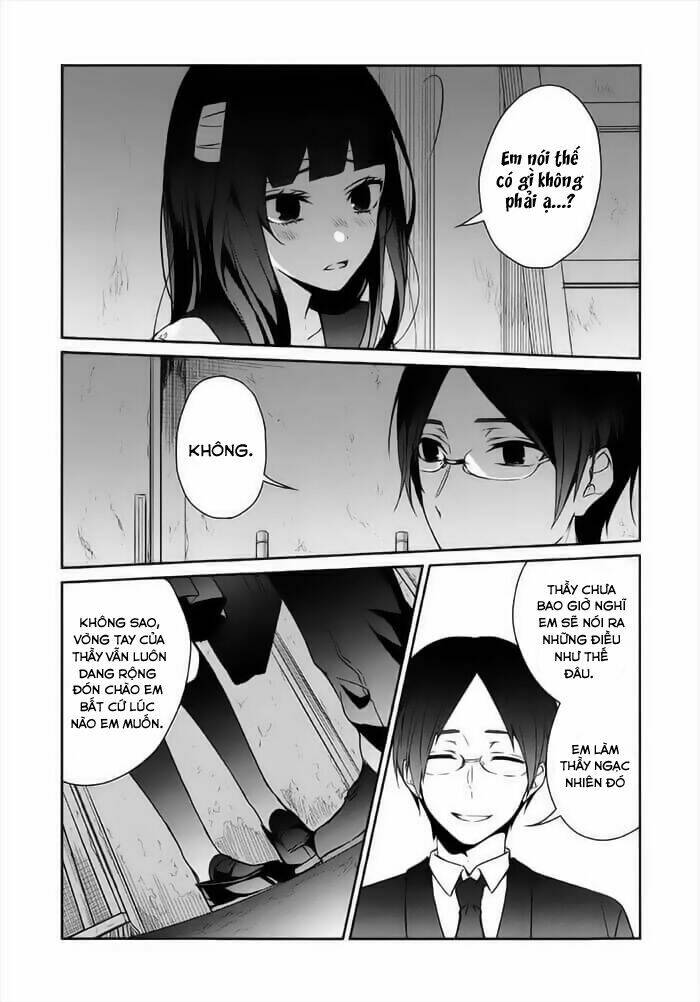 Em nói thế
có gì không
phải ạ...?
KHÔNG.
THẦY CHƯA
BAO GIỜ NGHĨ
EM SẼ NÓI RA
NHỮNG ĐIỀU
NHƯ THẾ
ĐÂU.
EM LÀM
THẦY NGẠC
NHIÊN ĐÓ
KHÔNG SAO,
VÒNG TAY CỦA
THẦY VẪN LUÔN
DANG RỘNG
ĐÓN CHÀO EM
BẤT CỨ LÚC
NÀO EM MUỐN.